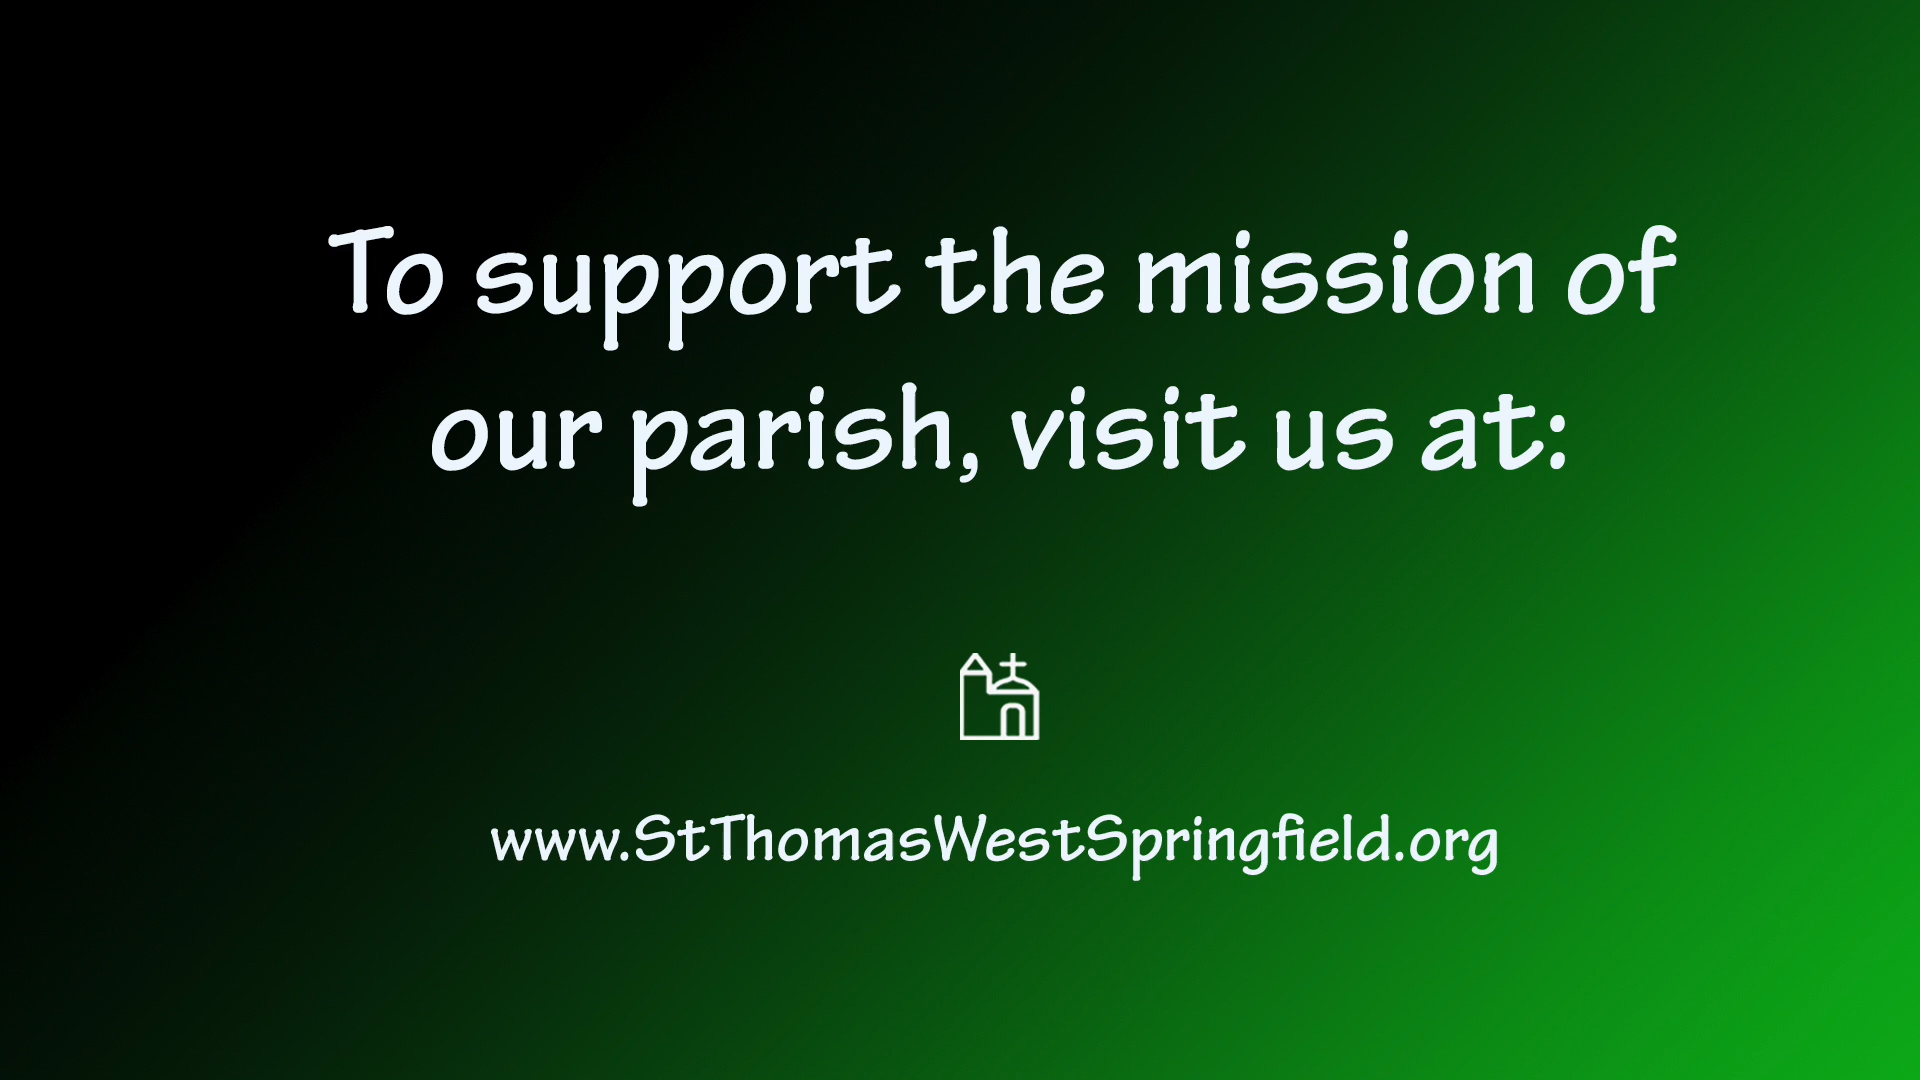 To support the mission of
our parish, visit us at:
www.StThomasWestSpringfield.org